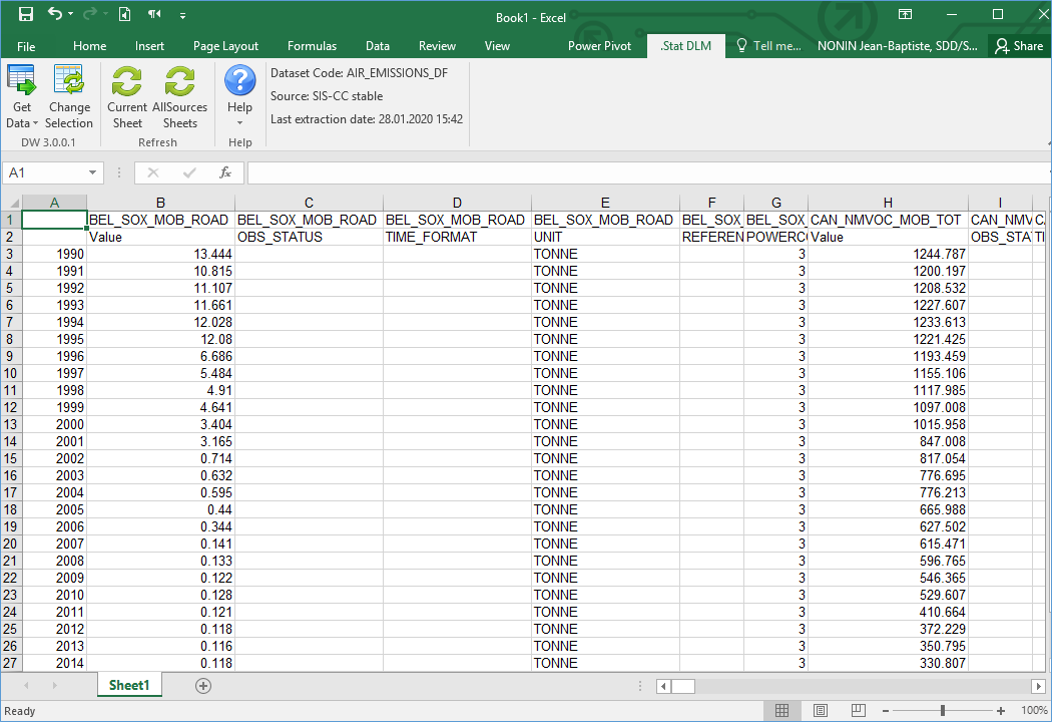 Book1 - Excel
File Home Insert Page Layout Formulas Data Review View Power Pivot .Stat DLM Tell me... NONIN Jean-Baptiste, SDD/S... Share
Get Data Change Selection Current Sheet AllSources Sheets Help
DW 3.0.0.1 Refresh Help
Dataset Code: AIR_EMISSIONS_DF
Source: SIS-CC stable
Last extraction date: 28.01.2020 15:42
A1 fx
A B C D E F G H I
1 BEL_SOX_MOB_ROAD BEL_SOX_MOB_ROAD BEL_SOX_MOB_ROAD BEL_SOX_MOB_ROAD BEL_SOX_ BEL_SOX_ CAN_NMVOC_MOB_TOT CAN_NMV CA
2 Value OBS_STATUS TIME_FORMAT UNIT REFEREN POWERCO Value OBS_STAT TI
3 1990 13.444 TONNE 3 1244.787
4 1991 10.815 TONNE 3 1200.197
5 1992 11.107 TONNE 3 1208.532
6 1993 11.661 TONNE 3 1227.607
7 1994 12.028 TONNE 3 1233.613
8 1995 12.08 TONNE 3 1221.425
9 1996 6.686 TONNE 3 1193.459
10 1997 5.484 TONNE 3 1155.106
11 1998 4.91 TONNE 3 1117.985
12 1999 4.641 TONNE 3 1097.008
13 2000 3.404 TONNE 3 1015.958
14 2001 3.165 TONNE 3 847.008
15 2002 0.714 TONNE 3 817.054
16 2003 0.632 TONNE 3 776.695
17 2004 0.595 TONNE 3 776.213
18 2005 0.44 TONNE 3 665.988
19 2006 0.344 TONNE 3 627.502
20 2007 0.141 TONNE 3 615.471
21 2008 0.133 TONNE 3 596.765
22 2009 0.122 TONNE 3 546.365
23 2010 0.128 TONNE 3 529.607
24 2011 0.121 TONNE 3 410.664
25 2012 0.118 TONNE 3 372.229
26 2013 0.116 TONNE 3 350.795
27 2014 0.118 TONNE 3 330.807
Sheet1
Ready 100%